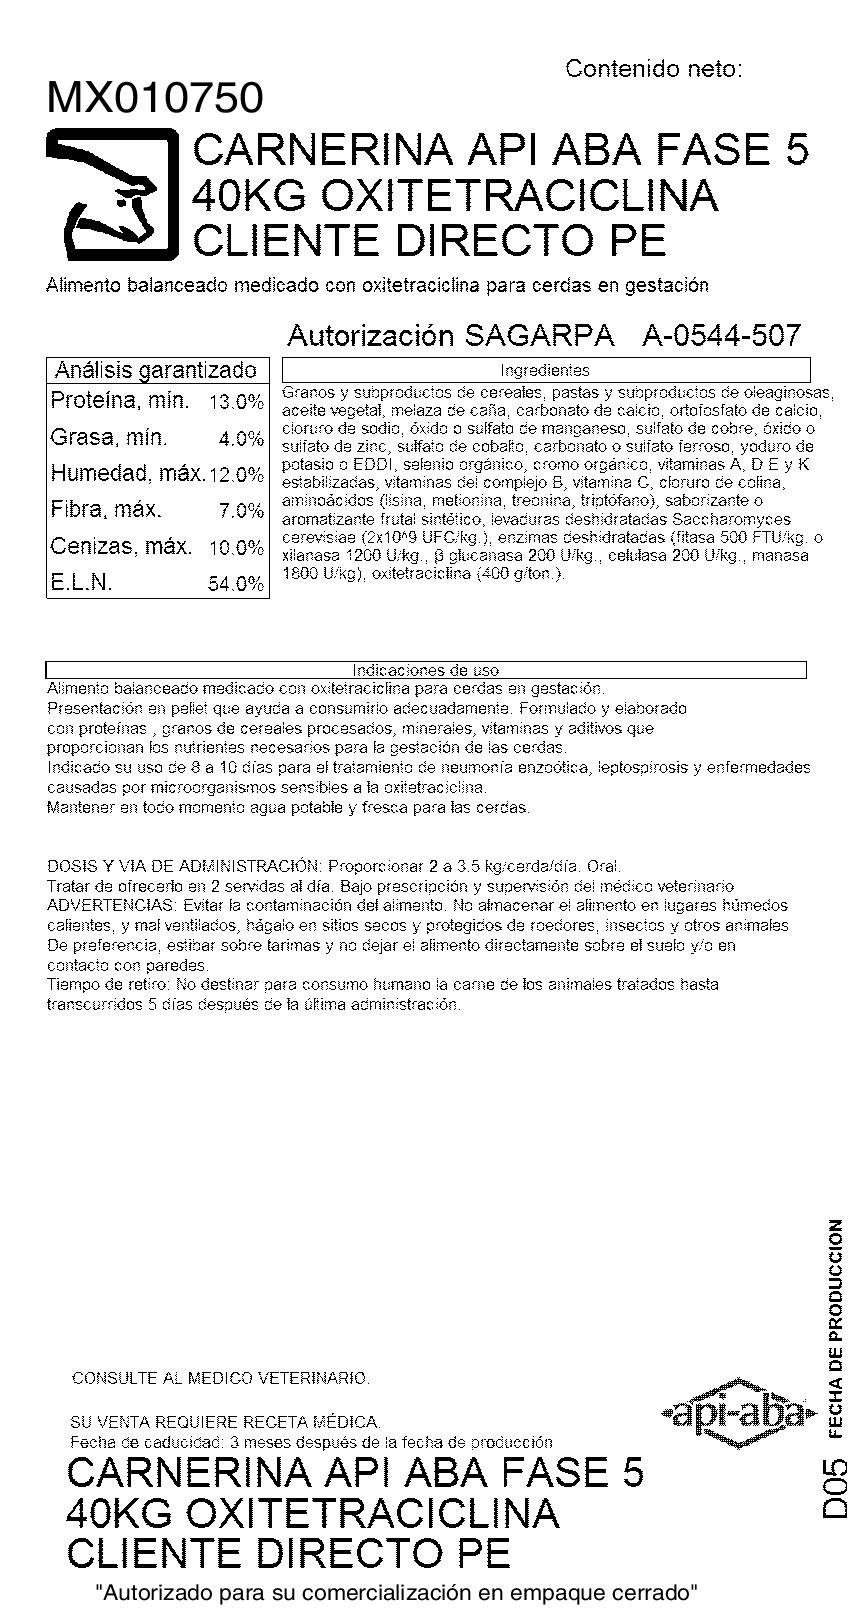 Contenido neto:
MX010750
CARNERINA API ABA FASE 5
40KG OXITETRACICLINA
CLIENTE DIRECTO PE
Alimento balanceado medicado con oxitetraciclina para cerdas en gestación
Autorización SAGARPA A-0544-507
Análisis garantizado
Proteína, mín. 13.0%
Grasa, mín. 4.0%
Humedad, máx. 12.0%
Fibra, máx. 7.0%
Cenizas, máx. 10.0%
E.L.N. 54.0%
Ingredientes
Granos y subproductos de cereales, pastas y subproductos de oleaginosas,
aceite vegetal, melaza de caña, carbonato de calcio, ortofosfato de calcio,
cloruro de sodio, óxido o sulfato de manganeso, sulfato de cobre, óxido o
sulfato de zinc, sulfato de cobalto, carbonato o sulfato ferroso, yoduro de
potasio o EDDI, selenio orgánico, cromo orgánico, vitaminas A, D E y K
estabilizadas, vitaminas del complejo B, vitamina C, cloruro de colina,
aminoácidos (lisina, metionina, treonina, triptófano), saborizante o
aromatizante frutal sintético, levaduras deshidratadas Saccharomyces
cerevisiae (2x10^9 UFC/kg.), enzimas deshidratadas (fitasa 500 FTU/kg. o
xilanasa 1200 U/kg., β glucanasa 200 U/kg., celulasa 200 U/kg., manasa
1800 U/kg), oxitetraciclina (400 g/ton.).
Indicaciones de uso
Alimento balanceado medicado con oxitetraciclina para cerdas en gestación.
Presentación en pellet que ayuda a consumirlo adecuadamente. Formulado y elaborado
con proteínas , granos de cereales procesados, minerales, vitaminas y aditivos que
proporcionan los nutrientes necesarios para la gestación de las cerdas.
Indicado su uso de 8 a 10 días para el tratamiento de neumonía enzoótica, leptospirosis y enfermedades
causadas por microorganismos sensibles a la oxitetraciclina.
Mantener en todo momento agua potable y fresca para las cerdas.
DOSIS Y VIA DE ADMINISTRACIÓN: Proporcionar 2 a 3.5 kg/cerda/día. Oral.
Tratar de ofrecerlo en 2 servidas al día. Bajo prescripción y supervisión del médico veterinario
ADVERTENCIAS: Evitar la contaminación del alimento. No almacenar el alimento en lugares húmedos
calientes, y mal ventilados, hágalo en sitios secos y protegidos de roedores, insectos y otros animales
De preferencia, estibar sobre tarimas y no dejar el alimento directamente sobre el suelo y/o en
contacto con paredes.
Tiempo de retiro: No destinar para consumo humano la carne de los animales tratados hasta
transcurridos 5 días después de la última administración.
FECHA DE PRODUCCION
D05
CONSULTE AL MEDICO VETERINARIO.
api-aba
SU VENTA REQUIERE RECETA MÉDICA.
Fecha de caducidad: 3 meses después de la fecha de producción
CARNERINA API ABA FASE 5
40KG OXITETRACICLINA
CLIENTE DIRECTO PE
"Autorizado para su comercialización en empaque cerrado"